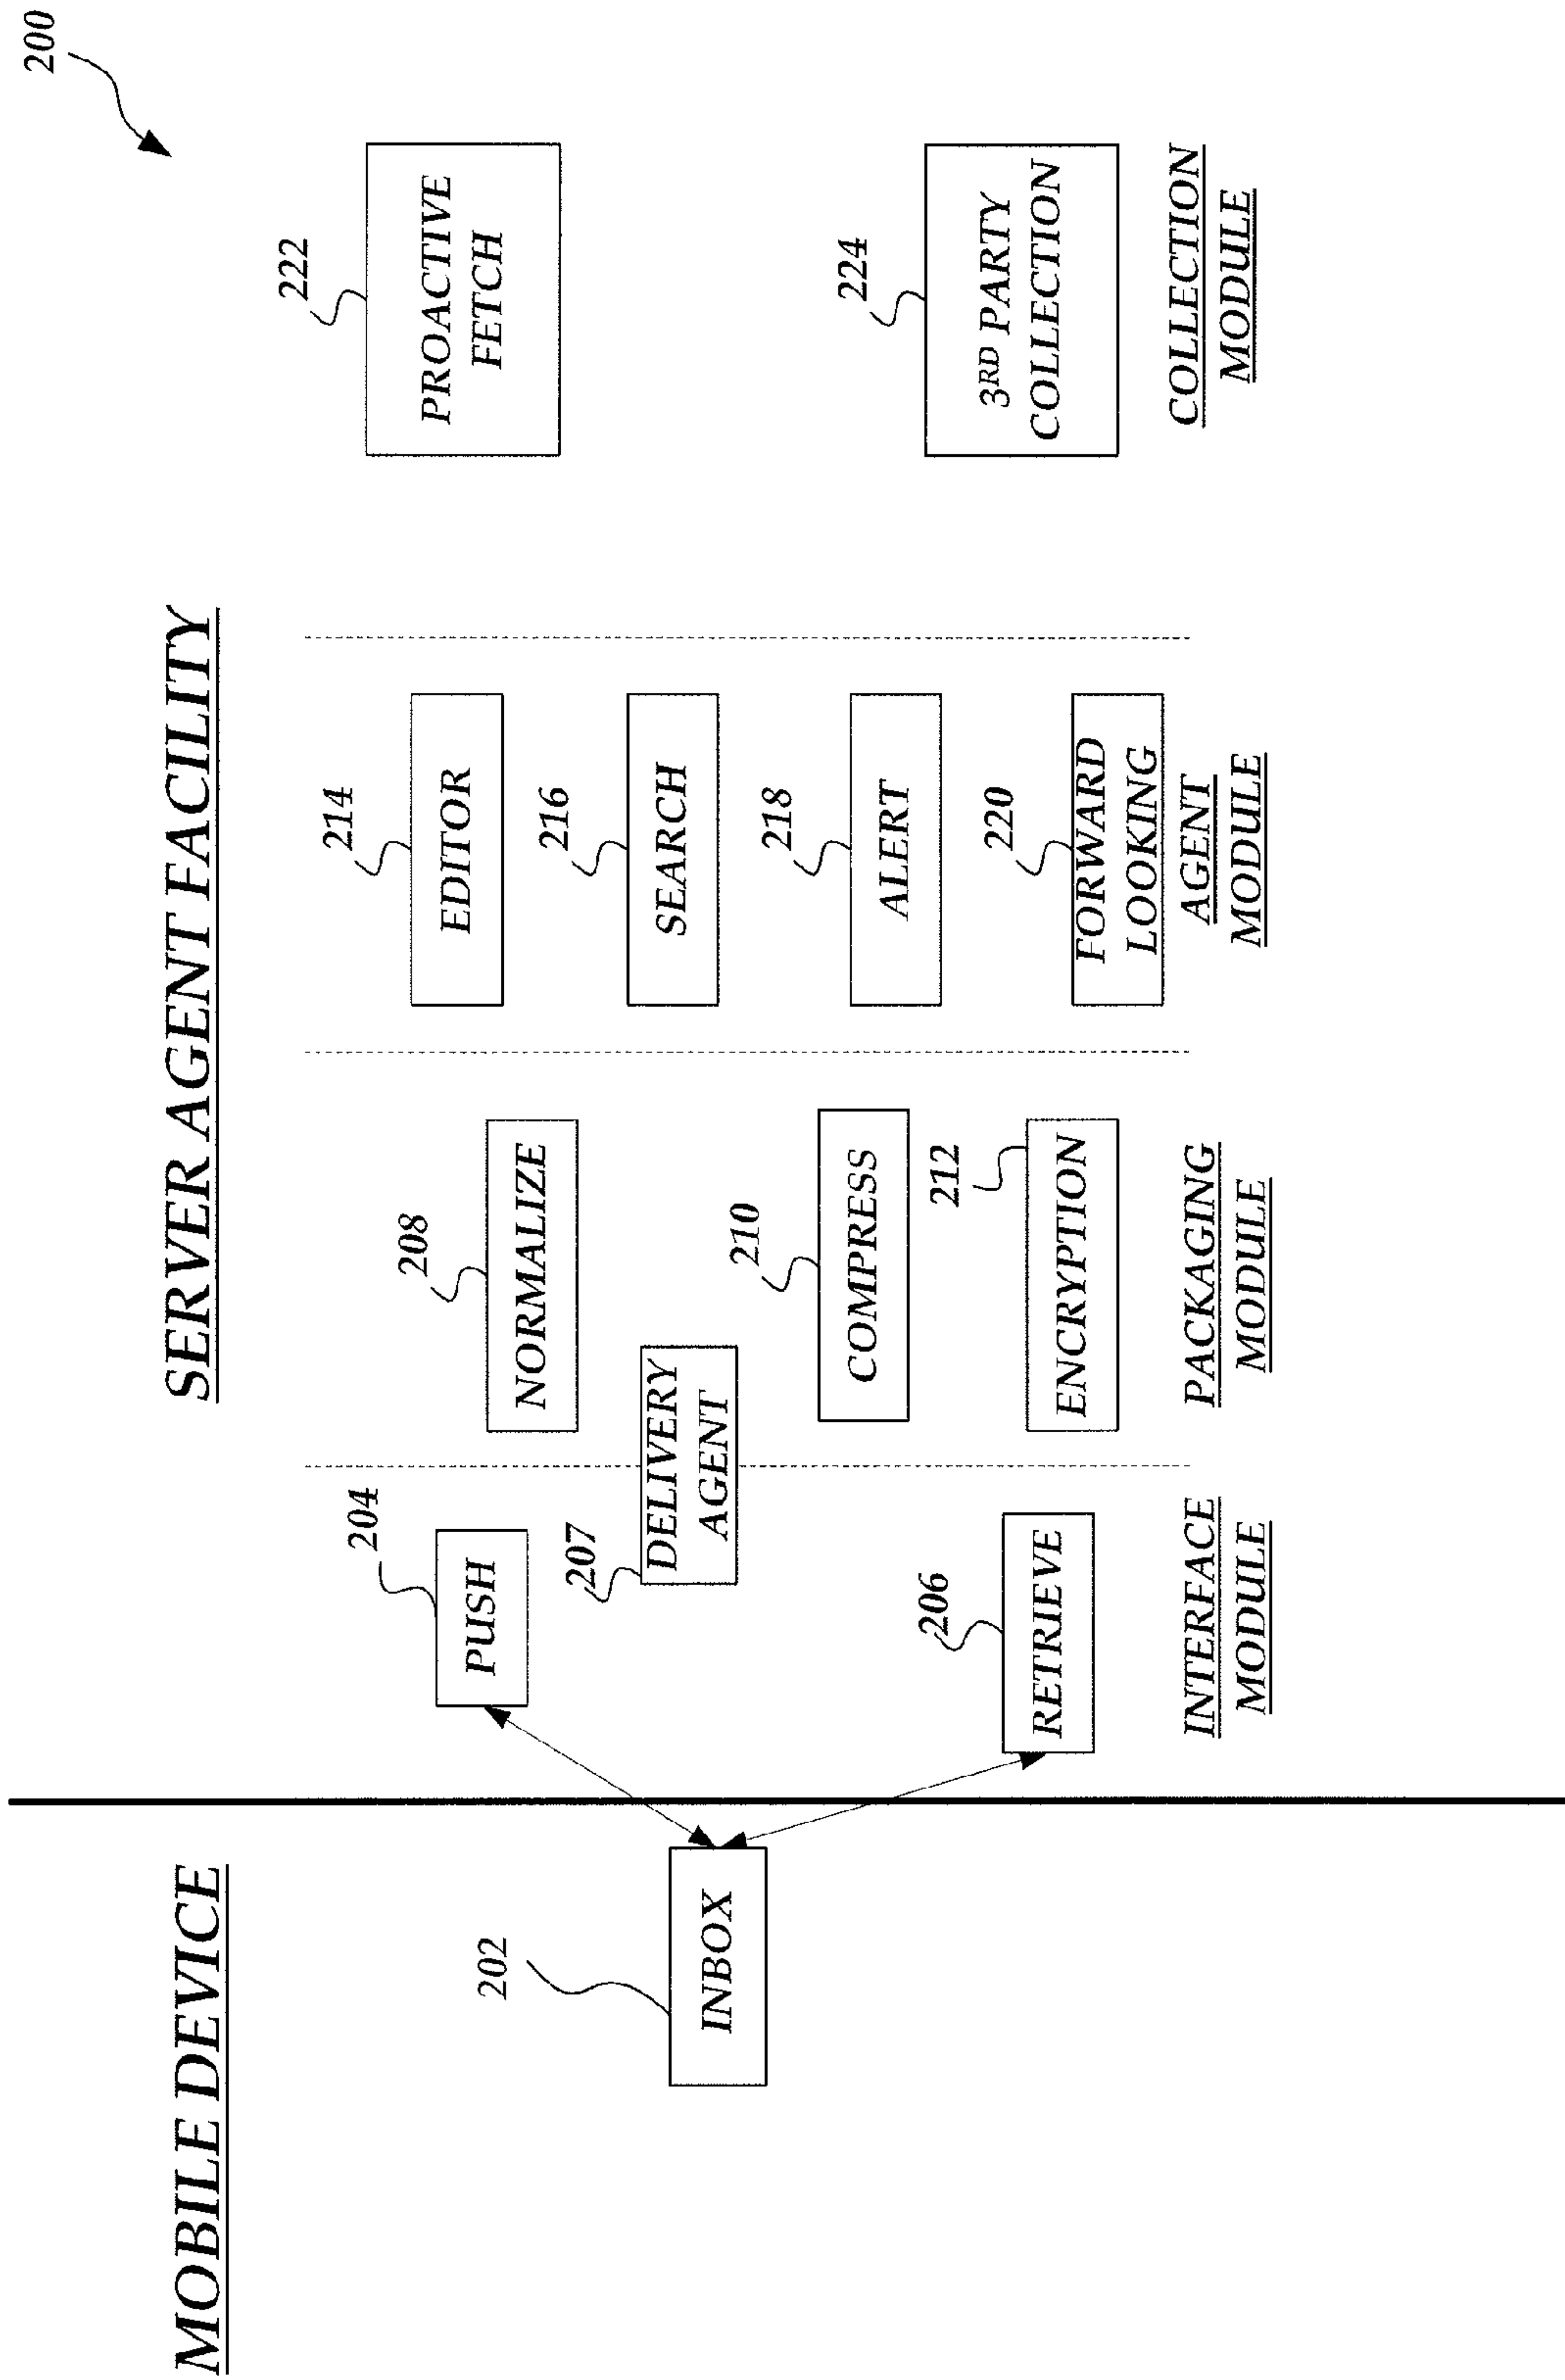 200
MOBILE DEVICE
SERVER AGENT FACILITY
202
INBOX
204
PUSH
207
DELIVERY
AGENT
206
RETRIEVE
INTERFACE
MODULE
208
NORMALIZE
210
COMPRESS
212
ENCRYPTION
PACKAGING
MODULE
214
EDITOR
216
SEARCH
218
ALERT
220
FORWARD
LOOKING
AGENT
MODULE
222
PROACTIVE
FETCH
224
3RD PARTY
COLLECTION
COLLECTION
MODULE